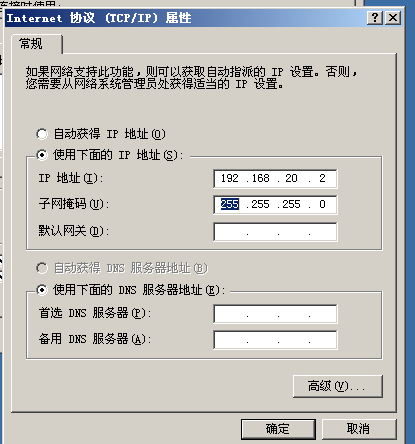 连接时使用:
Internet 协议 (TCP/IP) 属性
常规
如果网络支持此功能，则可以获取自动指派的 IP 设置。否则，
您需要从网络系统管理员处获得适当的 IP 设置。
自动获得 IP 地址(O)
使用下面的 IP 地址(S):
IP 地址(I): 192 .168 . 20 . 2
子网掩码(U): 255 .255 .255 . 0
默认网关(D): . . .
自动获得 DNS 服务器地址(B)
使用下面的 DNS 服务器地址(E):
首选 DNS 服务器(P): . . .
备用 DNS 服务器(A): . . .
高级(V)...
确定 取消